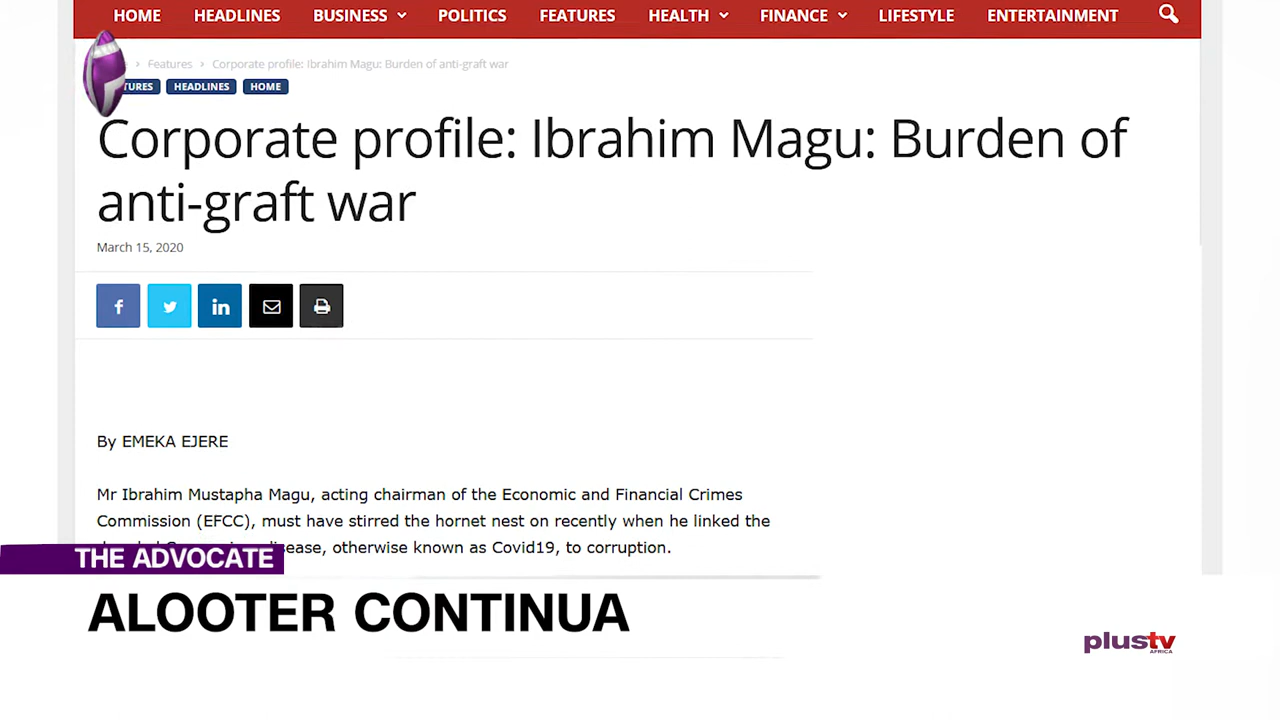 HOME HEADLINES BUSINESS POLITICS FEATURES HEALTH FINANCE LIFESTYLE ENTERTAINMENT
Features Corporate profile: Ibrahim Magu: Burden of anti-graft war
HEADLINES HOME
Corporate profile: Ibrahim Magu: Burden of
anti-graft war
March 15, 2020
By EMEKA EJERE
Mr Ibrahim Mustapha Magu, acting chairman of the Economic and Financial Crimes
Commission (EFCC), must have stirred the hornet nest on recently when he linked the
disease, otherwise known as Covid19, to corruption.
THE ADVOCATE
ALOOTER CONTINUA
plustv
AFRICA